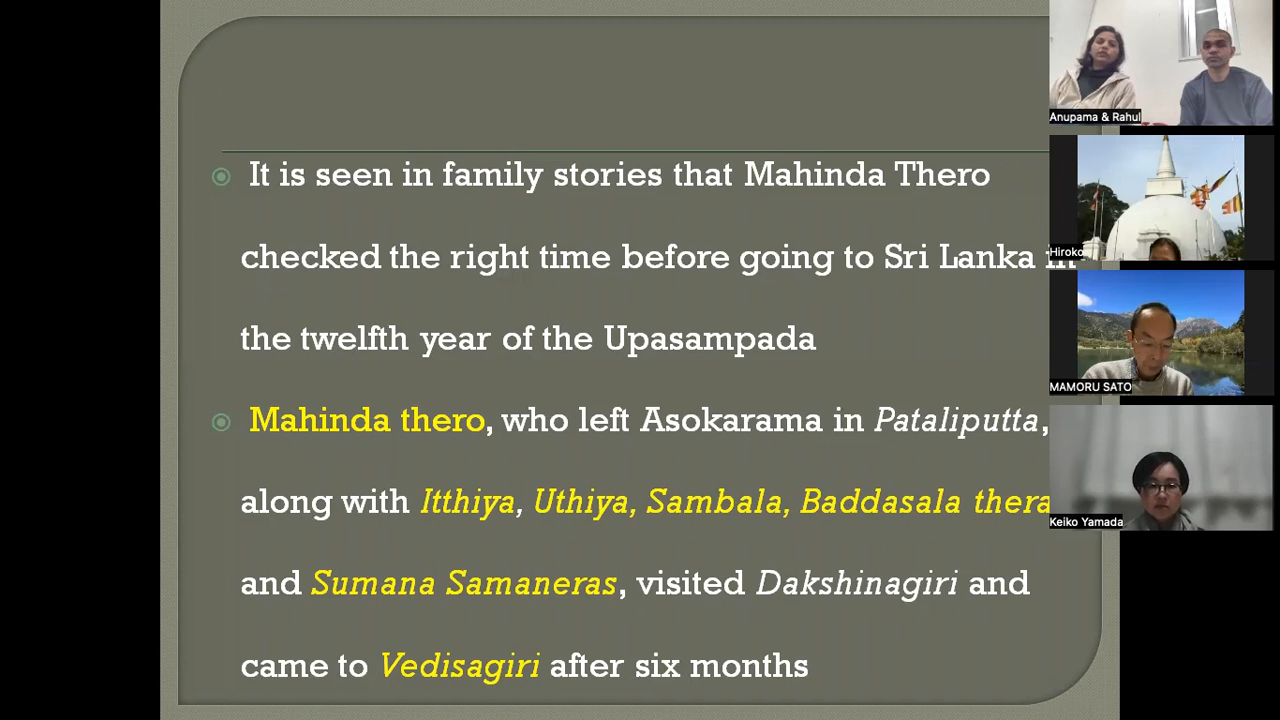 It is seen in family stories that Mahinda Thero
checked the right time before going to Sri Lanka in
the twelfth year of the Upasampada
Mahinda thero, who left Asokarama in Pataliputta,
along with Itthiya, Uthiya, Sambala, Baddasala thera
and Sumana Samaneras, visited Dakshinagiri and
came to Vedisagiri after six months
Anupama & Rahul
Hiroko
MAMORU SATO
Keiko Yamada